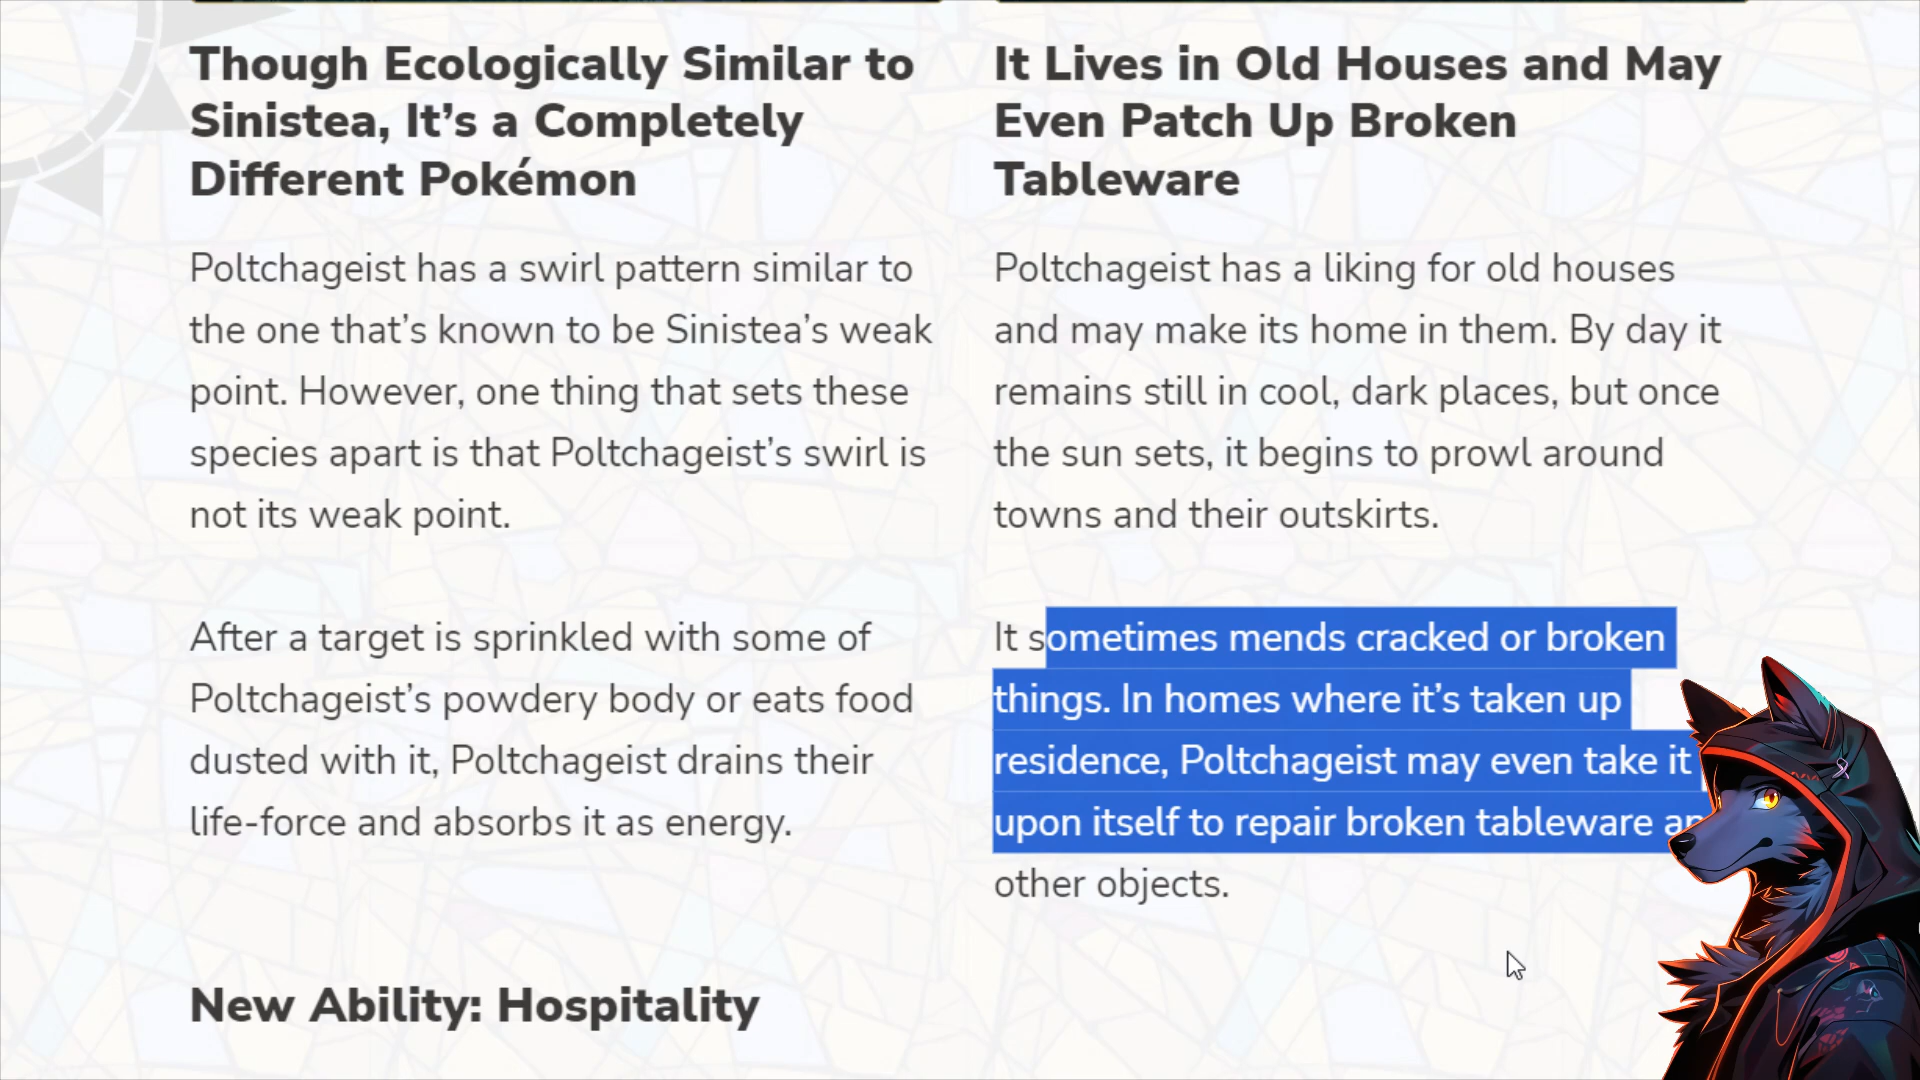 Though Ecologically Similar to
Sinistea, It’s a Completely
Different Pokémon
Poltchageist has a swirl pattern similar to
the one that’s known to be Sinistea’s weak
point. However, one thing that sets these
species apart is that Poltchageist’s swirl is
not its weak point.
After a target is sprinkled with some of
Poltchageist’s powdery body or eats food
dusted with it, Poltchageist drains their
life-force and absorbs it as energy.
New Ability: Hospitality
It Lives in Old Houses and May
Even Patch Up Broken
Tableware
Poltchageist has a liking for old houses
and may make its home in them. By day it
remains still in cool, dark places, but once
the sun sets, it begins to prowl around
towns and their outskirts.
It sometimes mends cracked or broken
things. In homes where it’s taken up
residence, Poltchageist may even take it
upon itself to repair broken tableware
other objects.